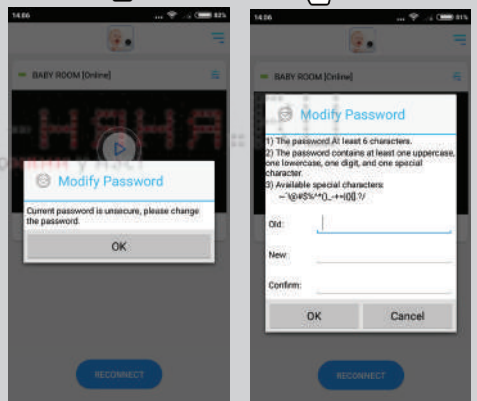 14:06
82%
BABY ROOM [Online]
НЯНЯ
Modify Password
Current password is unsecure, please change
the password.
OK
RECONNECT
14:06
81%
BABY ROOM [Online]
Modify Password
1) The password At least 6 characters.
2) The password contains at least one uppercase,
one lowercase, one digit, and one special
character.
3) Available special characters:
Old:
New:
Confirm:
OK
Cancel
RECONNECT